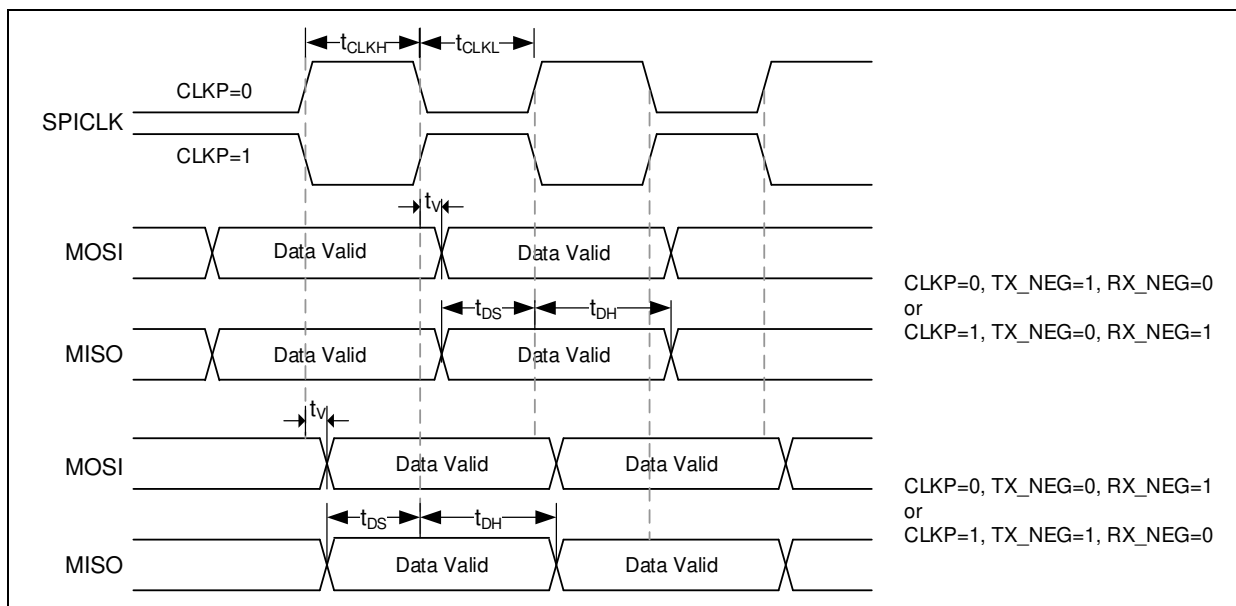 tCLKH tCLKL
CLKP=0
SPICLK
CLKP=1
tV
MOSI Data Valid Data Valid
CLKP=0, TX_NEG=1, RX_NEG=0
or
CLKP=1, TX_NEG=0, RX_NEG=1
tDS tDH
MISO Data Valid Data Valid
tV
MOSI Data Valid Data Valid
CLKP=0, TX_NEG=0, RX_NEG=1
or
CLKP=1, TX_NEG=1, RX_NEG=0
tDS tDH
MISO Data Valid Data Valid